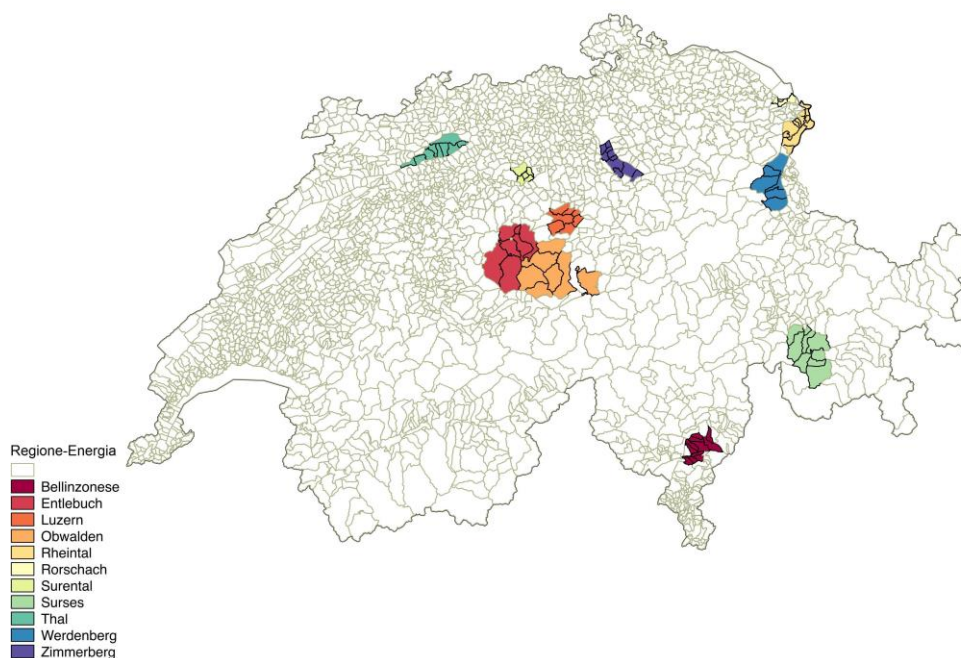 Regione-Energia
Bellinzonese
Entlebuch
Luzern
Obwalden
Rheintal
Rorschach
Surental
Surses
Thal
Werdenberg
Zimmerberg